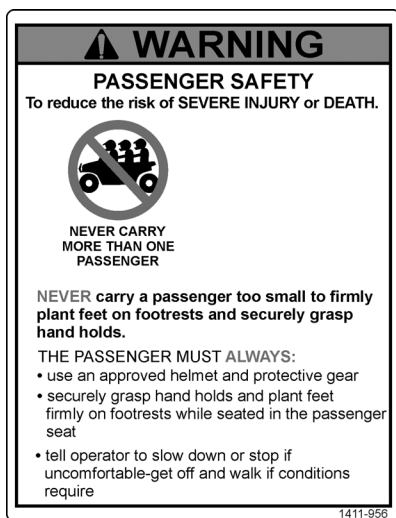 WARNING
PASSENGER SAFETY
To reduce the risk of SEVERE INJURY or DEATH.
NEVER CARRY
MORE THAN ONE
PASSENGER
NEVER carry a passenger too small to firmly
plant feet on footrests and securely grasp
hand holds.
THE PASSENGER MUST ALWAYS:
• use an approved helmet and protective gear
• securely grasp hand holds and plant feet
firmly on footrests while seated in the passenger
seat
• tell operator to slow down or stop if
uncomfortable-get off and walk if conditions
require
1411-956